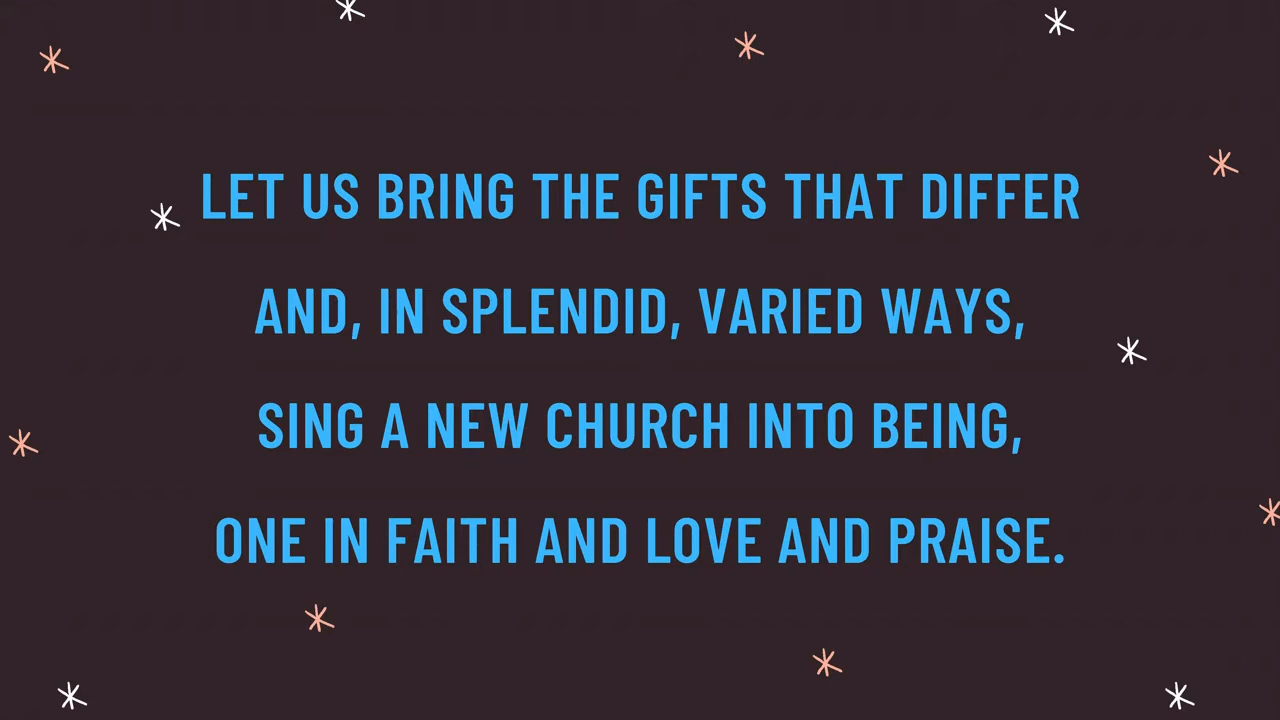 LET US BRING THE GIFTS THAT DIFFER
AND, IN SPLENDID, VARIED WAYS,
SING A NEW CHURCH INTO BEING,
ONE IN FAITH AND LOVE AND PRAISE.